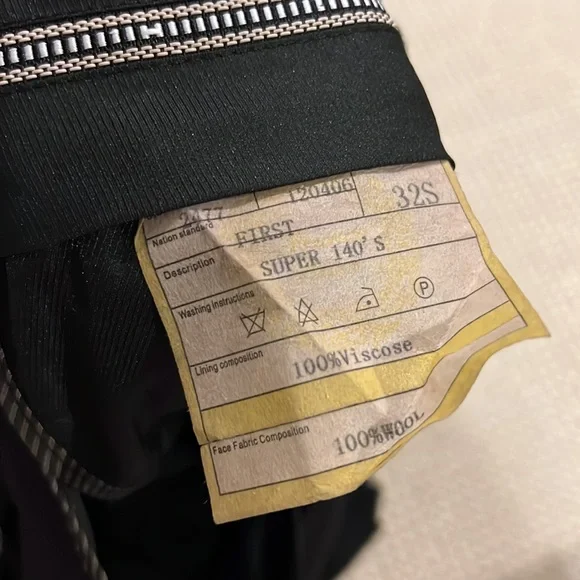 2477 120406 32S
Nation standard FIRST
Description SUPER 140'S
Washing Instructions P
Lining composition 100%Viscose
Face Fabric Composition 100%WOOL